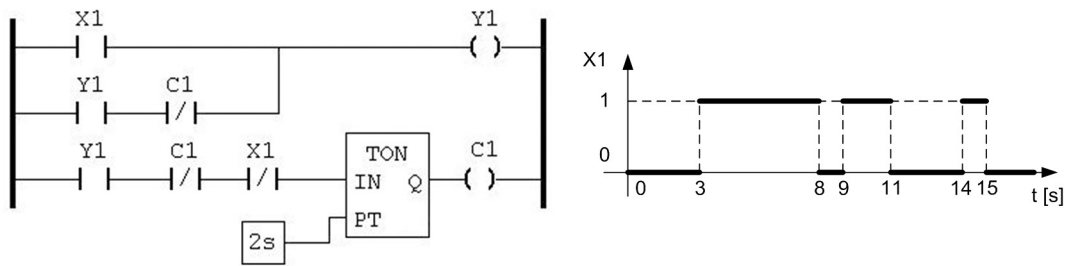 X1 Y1
Y1 C1
Y1 C1 X1 TON C1
IN Q
PT
2s
X1
1
0
0 3 8 9 11 14 15
t [s]